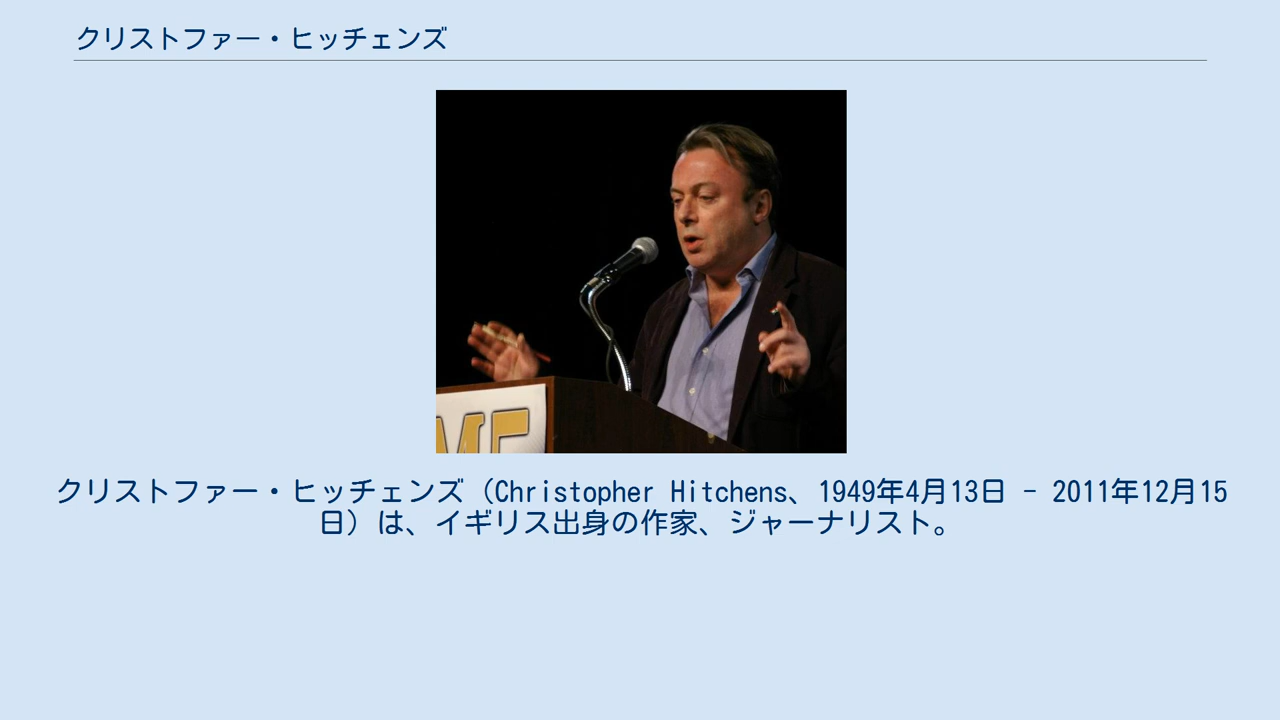 クリストファー・ヒッチェンズ
ME
クリストファー・ヒッチェンズ（Christopher Hitchens、1949年4月13日 - 2011年12月15
日）は、イギリス出身の作家、ジャーナリスト。